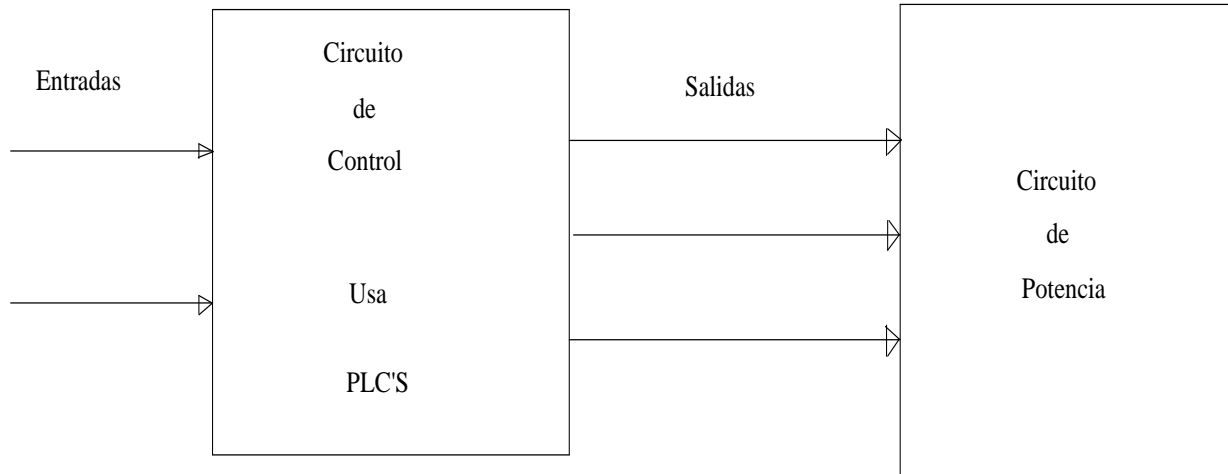 Entradas
Circuito
de
Control
Usa
PLC'S
Salidas
Circuito
de
Potencia